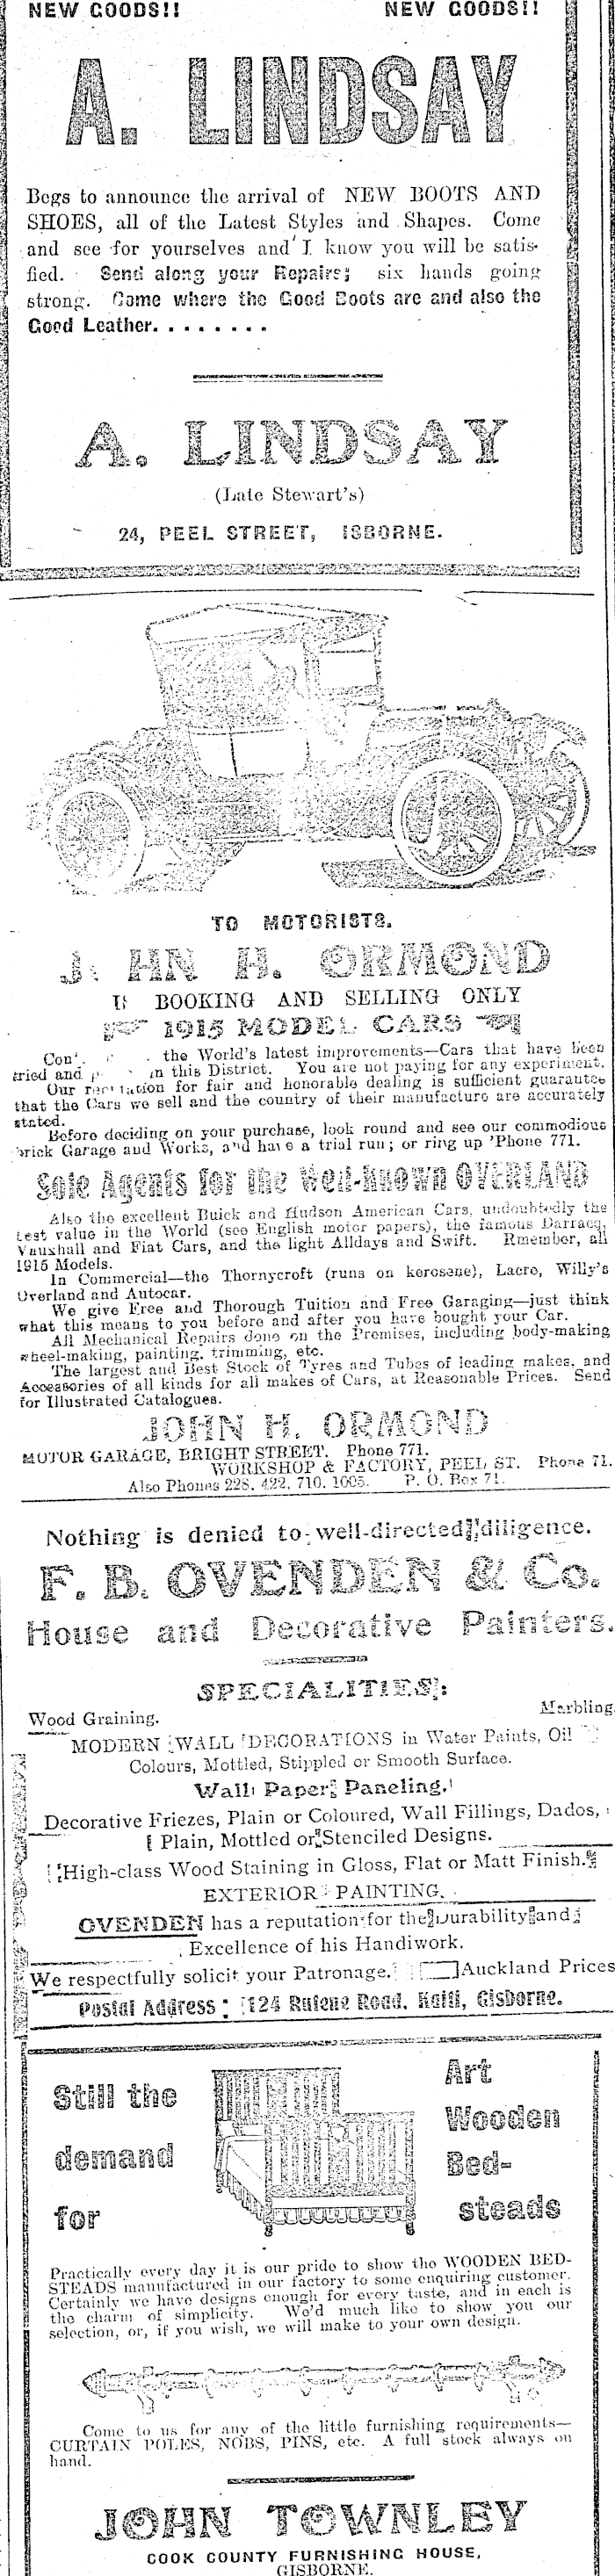 NEW GOODS!! NEW GOODS!!
A. LINDSAY
Begs to announce the arrival of NEW BOOTS AND
SHOES, all of the Latest Styles and Shapes. Come
and see for yourselves and I know you will be satis-
fied. Send along your Repairs; six hands going
strong. Come where the Good Boots are and also the
Good Leather........
A. LINDSAY
(Late Stewart's)
24, PEEL STREET, ISBORNE.
TO MOTORISTS.
J HN H. ORMOND
BOOKING AND SELLING ONLY
1915 MODEL CARS
Con the World's latest improvements—Cars that have been
tried and in this District. You are not paying for any experiment.
Our for fair and honorable dealing is sufficient guarantee
that the Cars we sell and the country of their manufacture are accurately
stated.
Before deciding on your purchase, look round and see our commodious
brick Garage and Works, and have a trial run; or ring up 'Phone 771.
Sole Agents for the Well-known OVERLAND
Also the excellent Buick and Hudson American Cars, undoubtedly the
best value in the World (see English motor papers), the famous Darracq,
Vauxhall and Fiat Cars, and the light Alldays and Swift. Rmember, all
1915 Models.
In Commercial—the Thornycroft (runs on kerosene), Lacre, Willy's
Overland and Autocar.
We give Free and Thorough Tuition and Free Garaging—just think
what this means to you before and after you have bought your Car.
All Mechanical Repairs done on the Premises, including body-making
wheel-making, painting, trimming, etc.
The largest and Best Stock of Tyres and Tubes of leading makes, and
Accessories of all kinds for all makes of Cars, at Reasonable Prices. Send
for Illustrated Catalogues.
JOHN H. ORMOND
MOTOR GARAGE, BRIGHT STREET. Phone 771.
WORKSHOP & FACTORY, PEEL ST. Phone 71.
Also Phones 228, 422, 710, 1005. P. O. Box 71.
Nothing is denied to well-directed diligence.
F. B. OVENDEN & Co.
House and Decorative Painters.
SPECIALITIES:
Wood Graining. Marbling.
MODERN WALL DECORATIONS in Water Paints, Oil
Colours, Mottled, Stippled or Smooth Surface.
Wall Paper Paneling.
Decorative Friezes, Plain or Coloured, Wall Fillings, Dados,
Plain, Mottled or Stenciled Designs.
High-class Wood Staining in Gloss, Flat or Matt Finish.
EXTERIOR PAINTING.
OVENDEN has a reputation for the Durability and
Excellence of his Handiwork.
We respectfully solicit your Patronage. Auckland Prices
Postal Address: 124 Rutene Road, Kaiti, Gisborne.
Still the demand for
Art Wooden Bed-steads
Practically every day it is our pride to show the WOODEN BED-
STEADS manufactured in our factory to some enquiring customer.
Certainly we have designs enough for every taste, and in each is
the charm of simplicity. We'd much like to show you our
selection, or, if you wish, we will make to your own design.
Come to us for any of the little furnishing requirements—
CURTAIN POLES, NOBS, PINS, etc. A full stock always on
hand.
JOHN TOWNLEY
COOK COUNTY FURNISHING HOUSE,
GISBORNE.